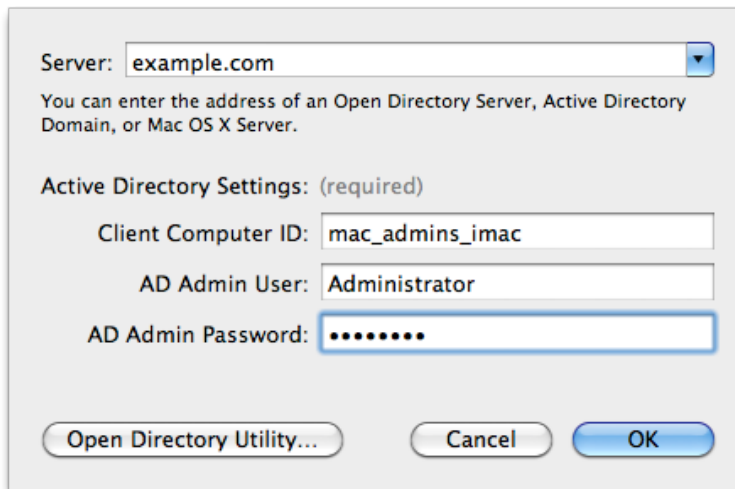 Server: example.com
You can enter the address of an Open Directory Server, Active Directory
Domain, or Mac OS X Server.
Active Directory Settings: (required)
Client Computer ID: mac_admins_imac
AD Admin User: Administrator
AD Admin Password: ••••••••
Open Directory Utility... Cancel OK